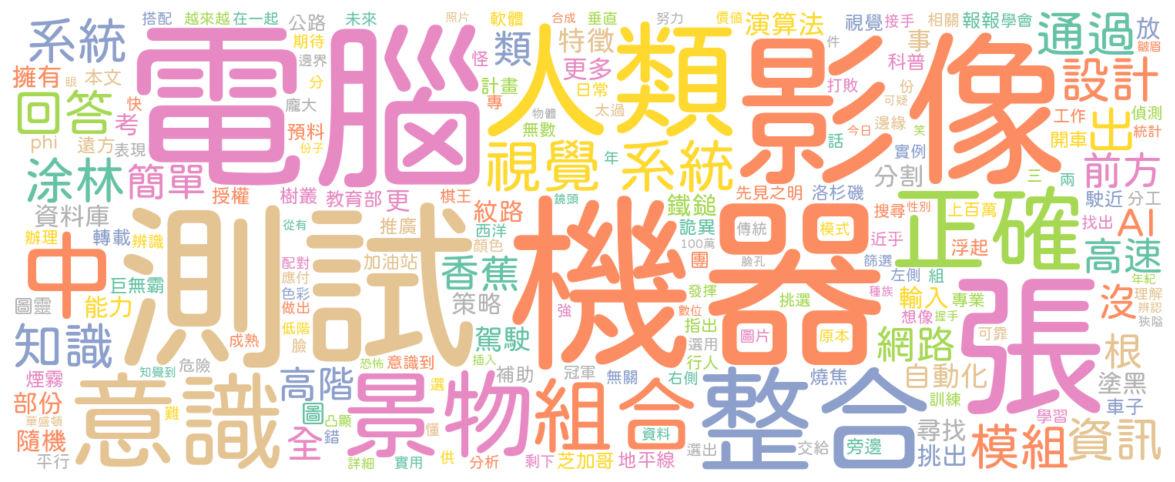 搭配 越來越 在一起 公路 未來 照片 軟體 合成 垂直 努力 價值 演算法 視覺 接手 相關 報報 學會 通過 放
系統 電腦 期待 怪 人類 類 特徵 影像 件 事 皺眉
擁有 本文 邊界 更多 科普 設計
眼 分 計畫 日常 打敗 份
回答 快 考 龐大 專 太過 可疑 工作 出 偵測
phi 遠方 表現 預料 物體 無數 年 今日 笑 邊緣 開車 統計
份子 視覺 系統 話 實例 前方
涂林 簡單 授權 樹叢 教育部 更 棋王 鏡頭 先見之明 洛杉磯 分割 三 兩 駛近 分工
資料庫 從有 推廣 紋路 鐵鎚 搜尋 性別 上百萬 正確 找出 AI
辦理 轉載 辨識 測試 西洋 顏色 機器 詭異 100萬 傳統 模式 近乎 浮起 高速
中 巨無霸 配對 加油站 香蕉 團 臉孔 篩選 左側 組 年紀
圖靈 能力 應付 色彩 做出 策略 強 發揮 數位 挑選 種族 輸入 專業 張 沒 理解 辨認
想像 握手 狹隘
知識 成熟 低階 臉 駕駛 指出 選用 圖片 原本 網路 可靠 根
知覺到 危險 恐怖 意識到 插入 行人
煙霧 意識 高階 選 景物 補助 冠軍 無關 右側 整合 燒焦 自動化 塗黑
部份 難 圖 凸顯 懂 組合 訓練 車子
華盛頓 全 錯 資料 學習
隨機 供 尋找 模組 資訊
平行 詳細 實用 分析 剩下 芝加哥 地平線 選出 交給 旁邊 挑出